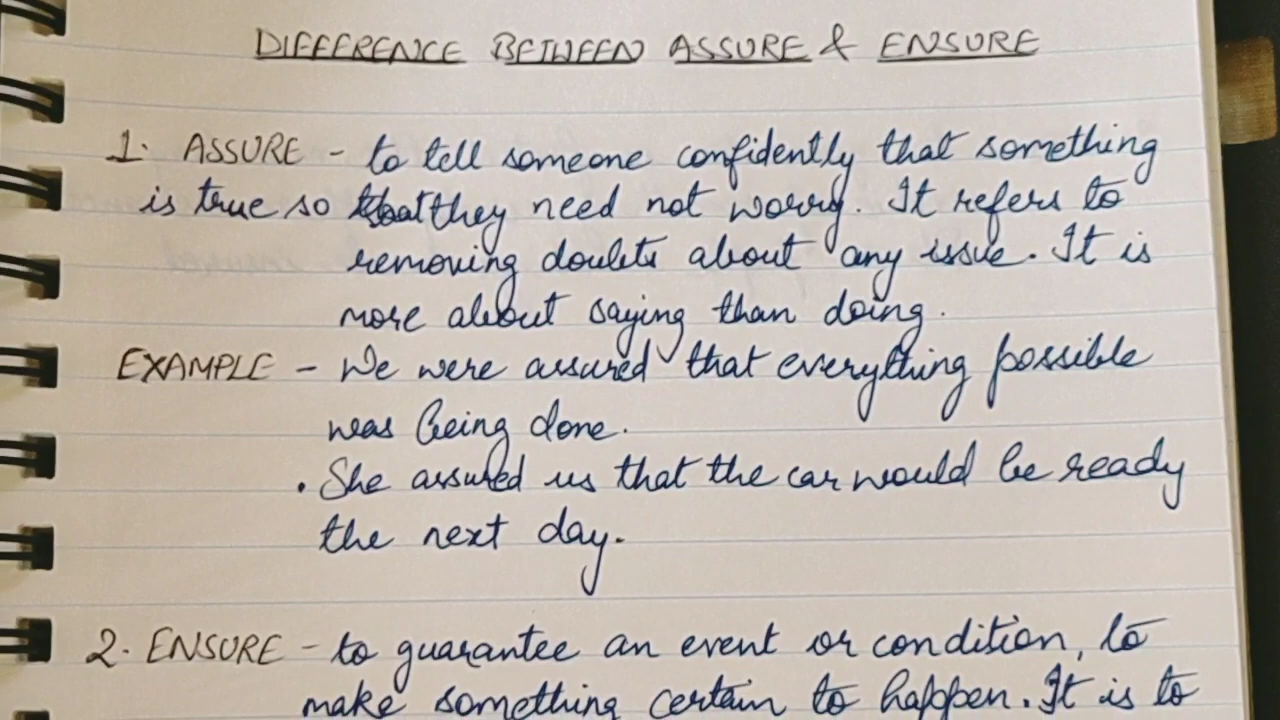 DIFFERENCE BETWEEN ASSURE & ENSURE
1. ASSURE - to tell someone confidently that something
is true so that they need not worry. It refers to
removing doubts about any issue. It is
more about saying than doing.
EXAMPLE - We were assured that everything possible
was being done.
. She assured us that the car would be ready
the next day.
2. ENSURE - to guarantee an event or condition, to
make something certain to happen. It is to